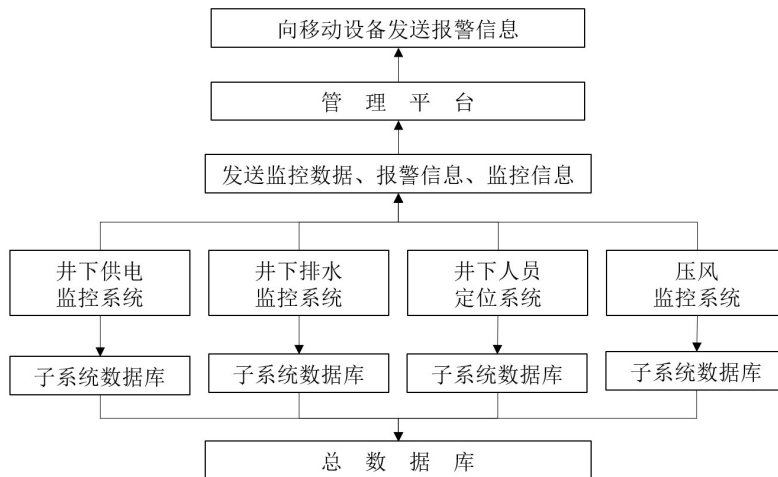 向移动设备发送报警信息
管理平台
发送监控数据、报警信息、监控信息
井下供电
监控系统
井下排水
监控系统
井下人员
定位系统
压风
监控系统
子系统数据库
子系统数据库
子系统数据库
子系统数据库
总数据库